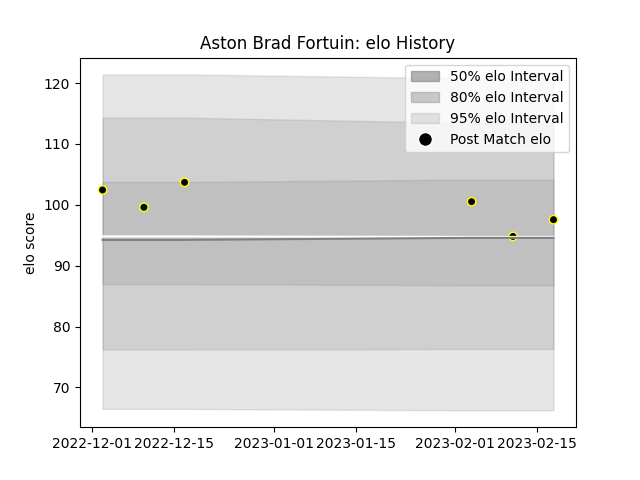 Aston Brad Fortuin: elo History
50% elo Interval
80% elo Interval
95% elo Interval
Post Match elo
elo score
120
110
100
90
80
70
2022-12-01 2022-12-15 2023-01-01 2023-01-15 2023-02-01 2023-02-15